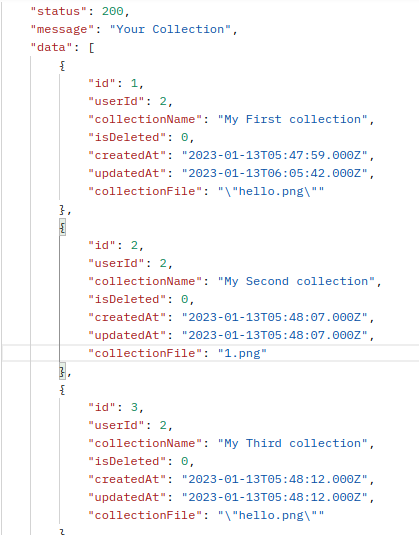 "status": 200,
"message": "Your Collection",
"data": [
{
"id": 1,
"userId": 2,
"collectionName": "My First collection",
"isDeleted": 0,
"createdAt": "2023-01-13T05:47:59.000Z",
"updatedAt": "2023-01-13T06:05:42.000Z",
"collectionFile": "\"hello.png\""
},
{
"id": 2,
"userId": 2,
"collectionName": "My Second collection",
"isDeleted": 0,
"createdAt": "2023-01-13T05:48:07.000Z",
"updatedAt": "2023-01-13T05:48:07.000Z",
"collectionFile": "1.png"
},
{
"id": 3,
"userId": 2,
"collectionName": "My Third collection",
"isDeleted": 0,
"createdAt": "2023-01-13T05:48:12.000Z",
"updatedAt": "2023-01-13T05:48:12.000Z",
"collectionFile": "\"hello.png\""
}